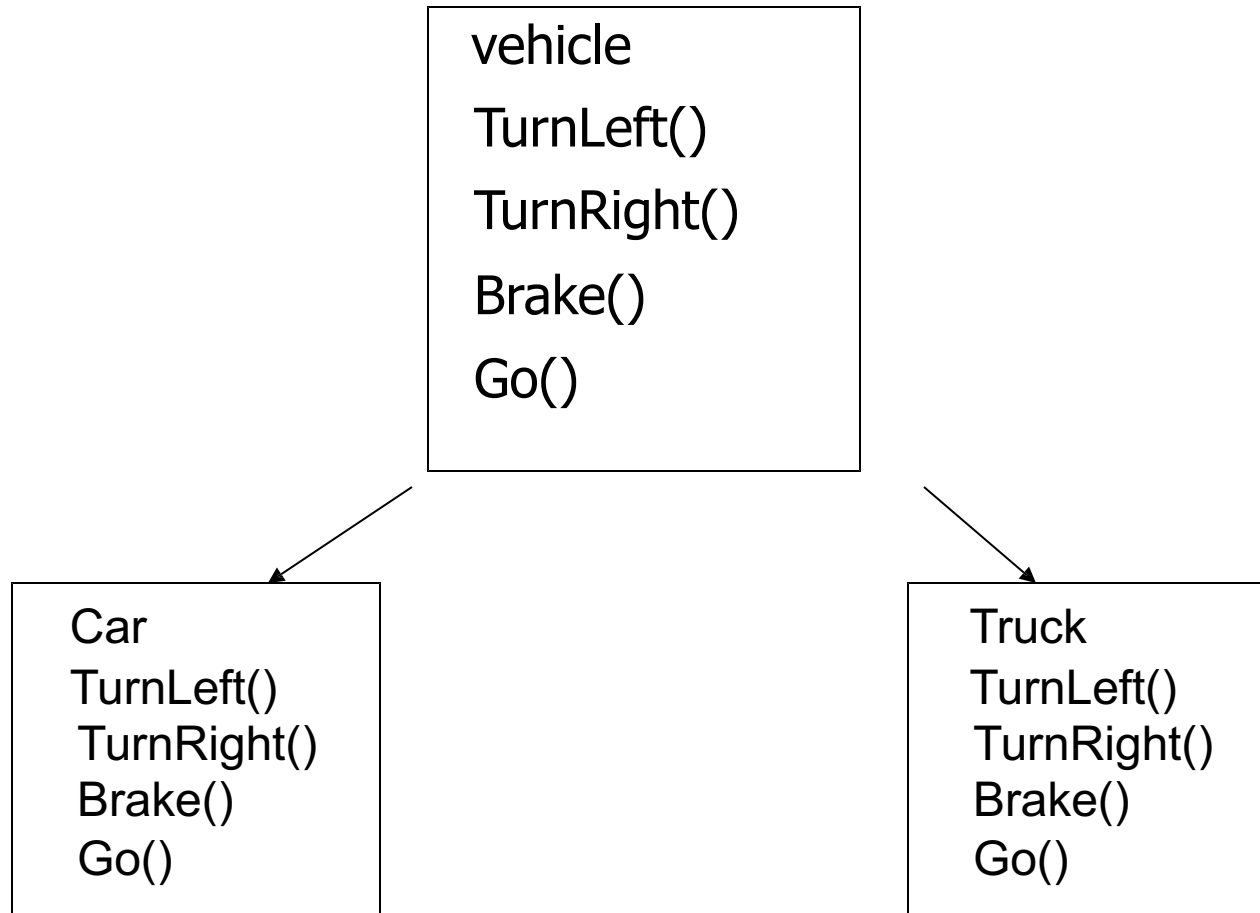 vehicle
TurnLeft()
TurnRight()
Brake()
Go()
Car
TurnLeft()
TurnRight()
Brake()
Go()
Truck
TurnLeft()
TurnRight()
Brake()
Go()